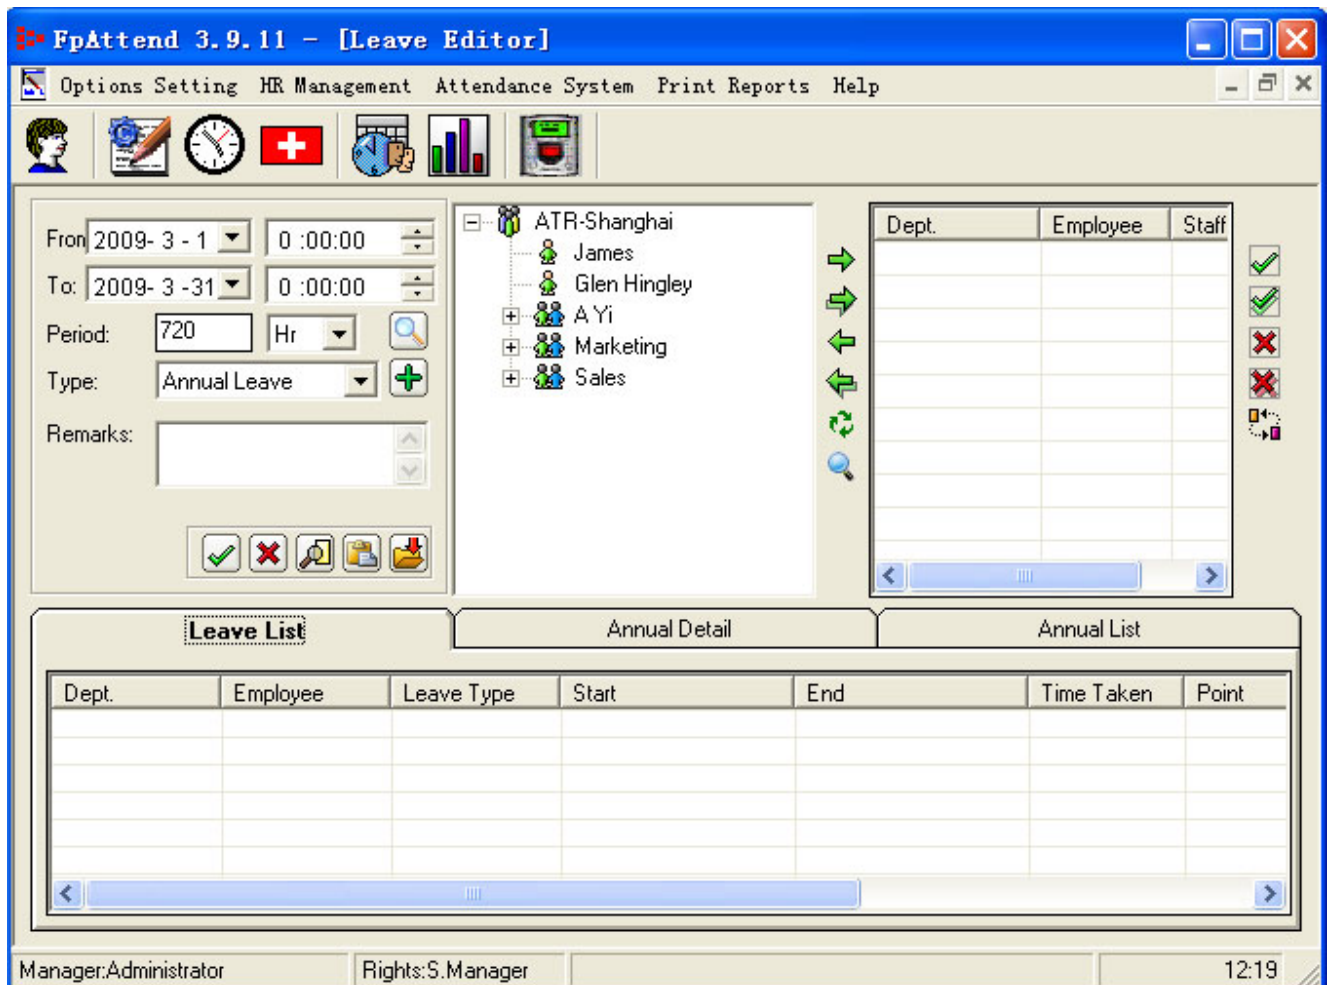 FpAttend 3.9.11 - [Leave Editor]
Options Setting HR Management Attendance System Print Reports Help
Fron 2009- 3 - 1 0 :00:00
To: 2009- 3 -31 0 :00:00
Period: 720 Hr
Type: Annual Leave
Remarks:
ATR-Shanghai
James
Glen Hingley
A Yi
Marketing
Sales
Dept. Employee Staff
Leave List Annual Detail Annual List
Dept. Employee Leave Type Start End Time Taken Point
Manager:Administrator Rights:S.Manager 12:19